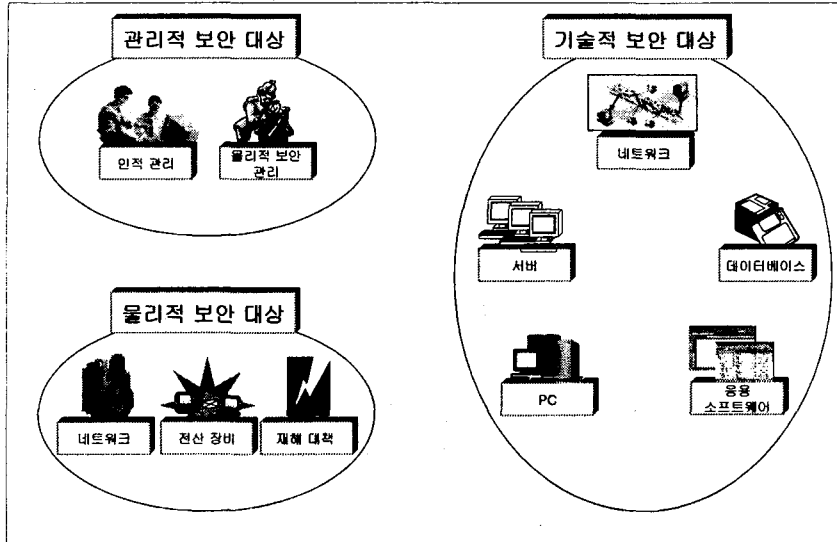 관리적 보안 대상
인적 관리
물리적 보안
관리
물리적 보안 대상
네트워크
전산 장비
재해 대책
기술적 보안 대상
네트워크
서버
데이터베이스
PC
응용
소프트웨어